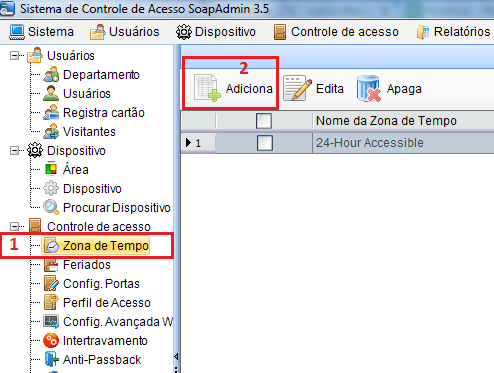 Sistema de Controle de Acesso SoapAdmin 3.5
Sistema Usuários Dispositivo Controle de acesso Relatórios
Usuários
Departamento
Usuários
Registra cartão
Visitantes
Dispositivo
Área
Dispositivo
Procurar Dispositivo
Controle de acesso
1 Zona de Tempo
Feriados
Config. Portas
Perfil de Acesso
Config. Avançada W
Intertravamento
Anti-Passback
2
Adiciona Edita Apaga
Nome da Zona de Tempo
1 24-Hour Accessible